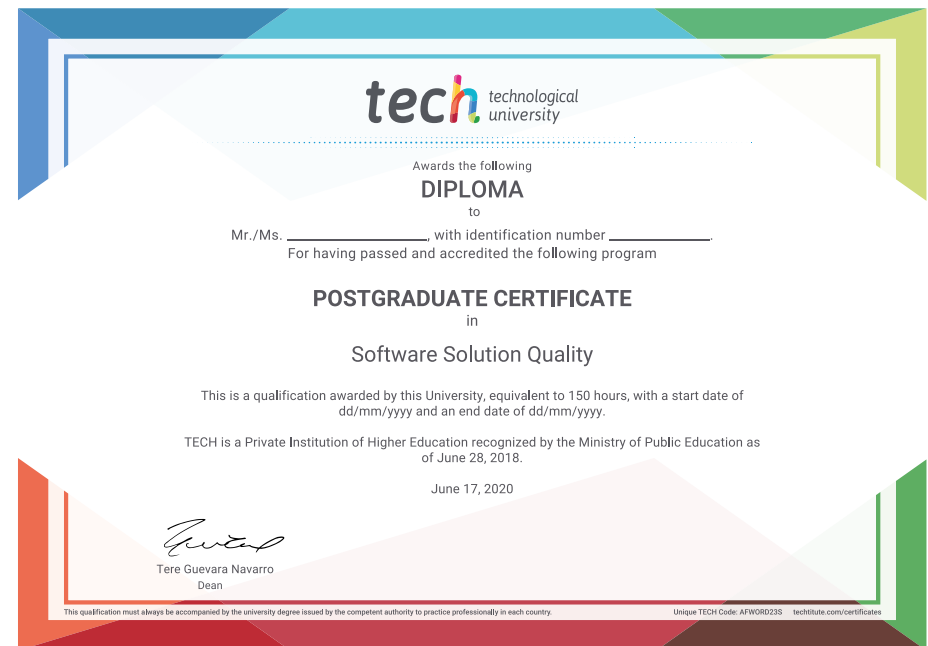 tech technological
university
Awards the following
DIPLOMA
to
Mr./Ms. ____________________, with identification number ______________.
For having passed and accredited the following program
POSTGRADUATE CERTIFICATE
in
Software Solution Quality
This is a qualification awarded by this University, equivalent to 150 hours, with a start date of
dd/mm/yyyy and an end date of dd/mm/yyyy.
TECH is a Private Institution of Higher Education recognized by the Ministry of Public Education as
of June 28, 2018.
June 17, 2020
Tere Guevara Navarro
Dean
This qualification must always be accompanied by the university degree issued by the competent authority to practice professionally in each country.
Unique TECH Code: AFWORD23S techtitute.com/certificates